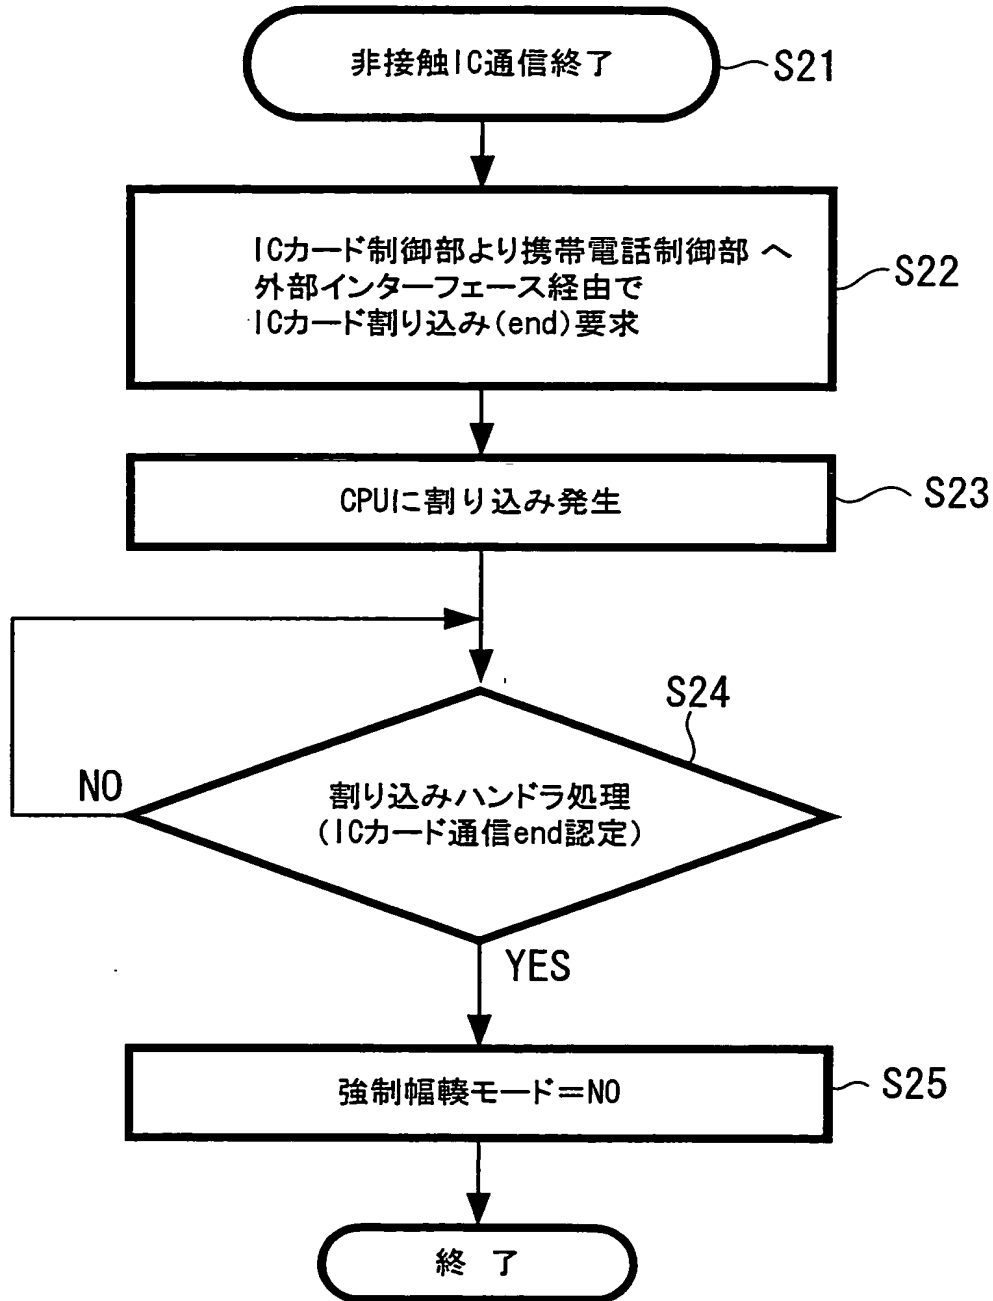 非接触IC通信終了
S21
ICカード制御部より携帯電話制御部へ
外部インターフェース経由で
ICカード割り込み(end)要求
S22
CPUに割り込み発生
S23
S24
NO
割り込みハンドラ処理
(ICカード通信end認定)
YES
強制幅輳モード=NO
S25
終 了